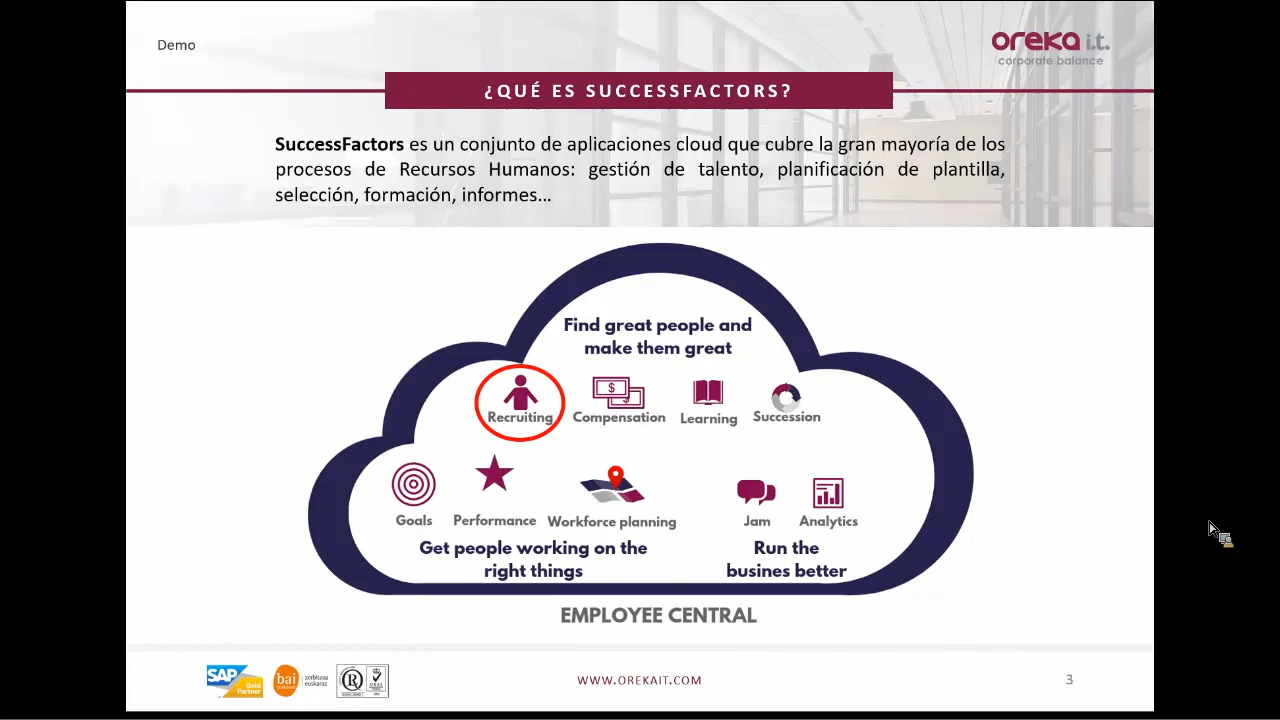 Demo
oreka i.t.
corporate balance
¿QUÉ ES SUCCESSFACTORS?
SuccessFactors es un conjunto de aplicaciones cloud que cubre la gran mayoría de los
procesos de Recursos Humanos: gestión de talento, planificación de plantilla,
selección, formación, informes...
Find great people and
make them great
Recruiting Compensation Learning Succession
Goals Performance Workforce planning Jam Analytics
Get people working on the
right things
Run the
busines better
EMPLOYEE CENTRAL
SAP
Gold
Partner
bai
zerbitzua
euskaraz
WWW.OREKAIT.COM
3